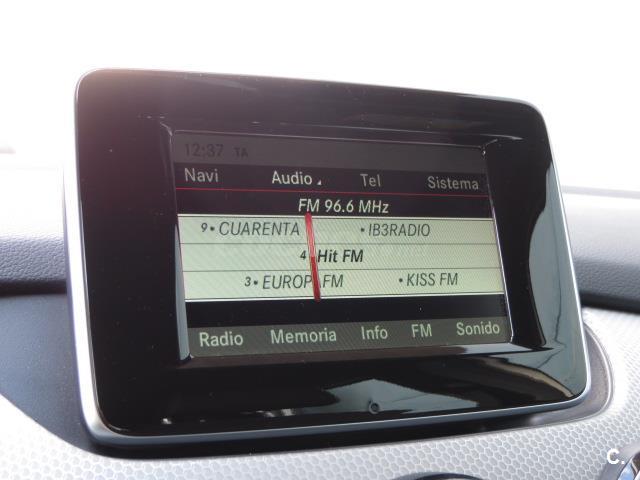 12:37 TA
Navi Audio Tel Sistema
FM 96.6 MHz
9• CUARENTA • IB3RADIO
4 Hit FM
3• EUROPA FM • KISS FM
Radio Memoria Info FM Sonido
C.